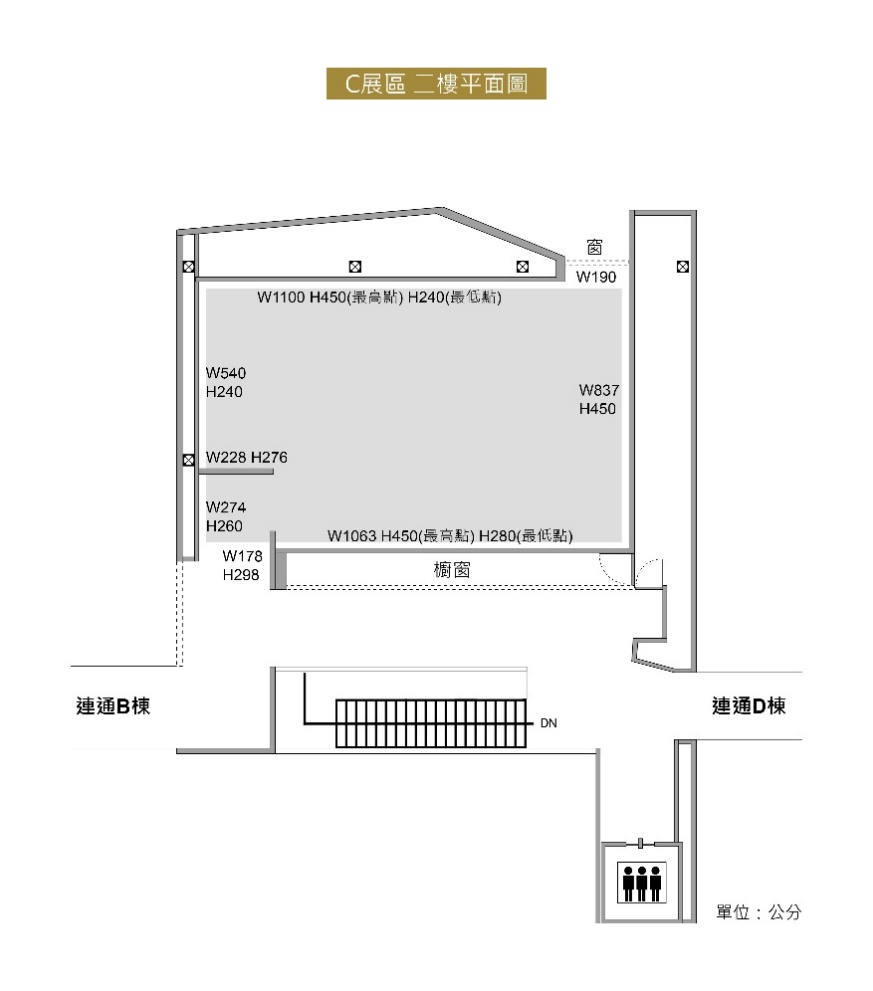 C展區 二樓平面圖
窗
W190
W1100 H450(最高點) H240(最低點)
W540
H240
W837
H450
W228 H276
W274
H260
W1063 H450(最高點) H280(最低點)
W178
H298
櫥窗
連通B棟
連通D棟
DN
單位：公分